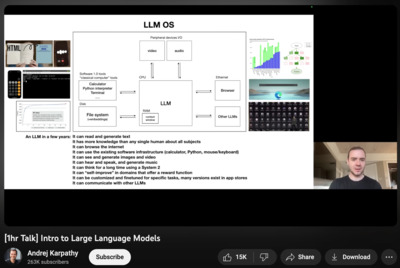 LLM OS
Peripheral devices I/O
video
audio
Software 1.0 tools
"classical computer" tools
CPU
Ethernet
Calculator
Python interpreter
Terminal
LLM
Browser
Disk
RAM
File system
(+embeddings)
context
window
Other LLMs
An LLM in a few years:
It can read and generate text
It has more knowledge than any single human about all subjects
It can browse the internet
It can use the existing software infrastructure (calculator, Python, mouse/keyboard)
It can see and generate images and video
It can hear and speak, and generate music
It can think for a long time using a System 2
It can "self-improve" in domains that offer a reward function
It can be customized and finetuned for specific tasks, many versions exist in app stores
It can communicate with other LLMs
[1hr Talk] Intro to Large Language Models
Andrej Karpathy
263K subscribers
Subscribe
15K
Share
Download